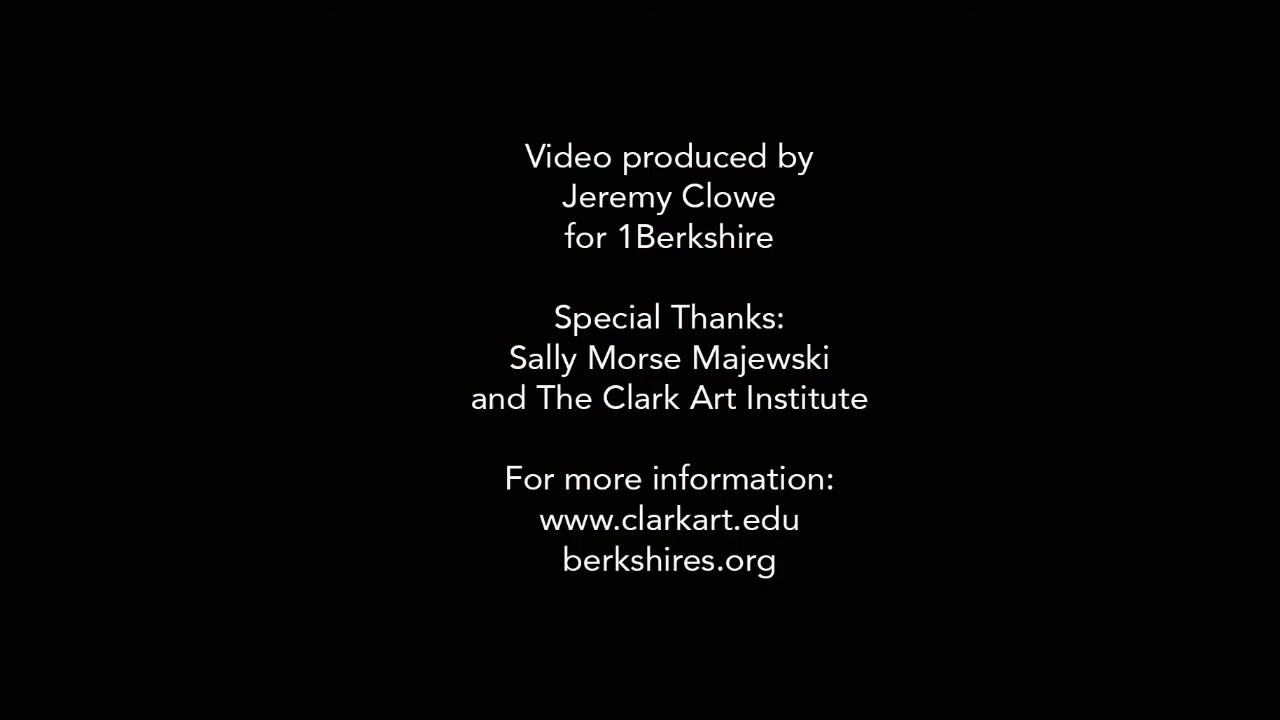 Video produced by
Jeremy Clowe
for 1Berkshire
Special Thanks:
Sally Morse Majewski
and The Clark Art Institute
For more information:
www.clarkart.edu
berkshires.org